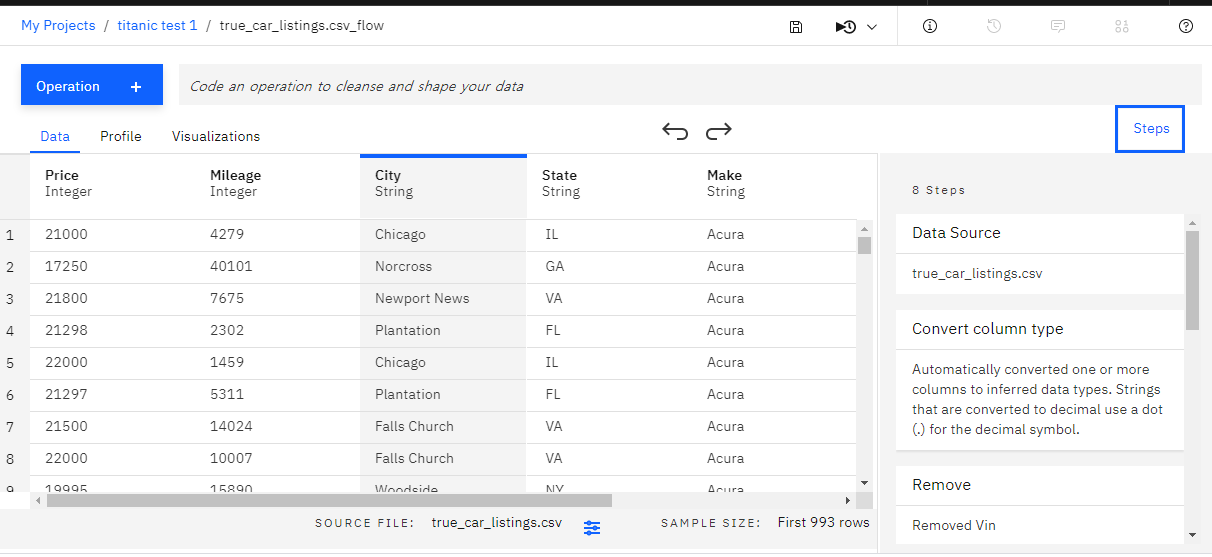 My Projects / titanic test 1 / true_car_listings.csv_flow
Operation +
Code an operation to cleanse and shape your data
Data Profile Visualizations
Steps
Price Mileage City State Make
Integer Integer String String String
1 21000 4279 Chicago IL Acura
2 17250 40101 Norcross GA Acura
3 21800 7675 Newport News VA Acura
4 21298 2302 Plantation FL Acura
5 22000 1459 Chicago IL Acura
6 21297 5311 Plantation FL Acura
7 21500 14024 Falls Church VA Acura
8 22000 10007 Falls Church VA Acura
9 19995 15890 Woodside NY Acura
SOURCE FILE: true_car_listings.csv SAMPLE SIZE: First 993 rows
8 Steps
Data Source
true_car_listings.csv
Convert column type
Automatically converted one or more
columns to inferred data types. Strings
that are converted to decimal use a dot
(.) for the decimal symbol.
Remove
Removed Vin